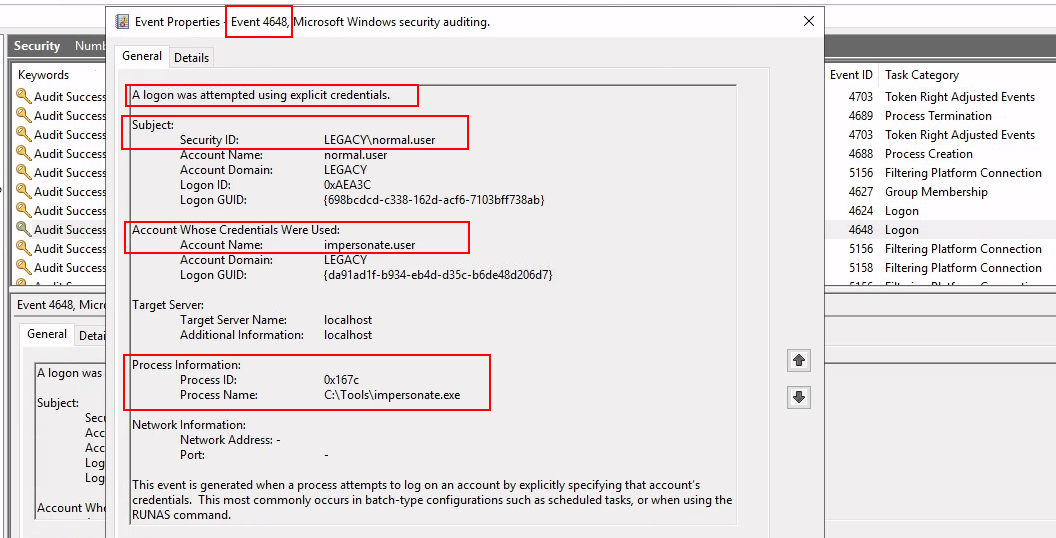 Event Properties - Event 4648, Microsoft Windows security auditing.
Security Numb
General Details
Keywords
Event ID Task Category
Audit Success
Audit Success
Audit Success
Audit Success
Audit Success
Audit Success
Audit Success
Audit Success
Audit Success
Audit Success
A logon was attempted using explicit credentials.
Subject:
Security ID: LEGACY\normal.user
Account Name: normal.user
Account Domain: LEGACY
Logon ID: 0xAEA3C
Logon GUID: {698bcdcd-c338-162d-acf6-7103bff738ab}
Account Whose Credentials Were Used:
Account Name: impersonate.user
Account Domain: LEGACY
Logon GUID: {da91ad1f-b934-eb4d-d35c-b6de48d206d7}
Target Server:
Target Server Name: localhost
Additional Information: localhost
Process Information:
Process ID: 0x167c
Process Name: C:\Tools\impersonate.exe
Network Information:
Network Address: -
Port: -
This event is generated when a process attempts to log on an account by explicitly specifying that account's
credentials. This most commonly occurs in batch-type configurations such as scheduled tasks, or when using the
RUNAS command.
4703 Token Right Adjusted Events
4689 Process Termination
4703 Token Right Adjusted Events
4688 Process Creation
5156 Filtering Platform Connection
4627 Group Membership
4624 Logon
4648 Logon
5156 Filtering Platform Connection
5158 Filtering Platform Connection
5156 Filtering Platform Connection
Event 4648, Micro
General Detai
A logon was
Subject:
Secu
Acc
Acc
Log
Log
Account Who